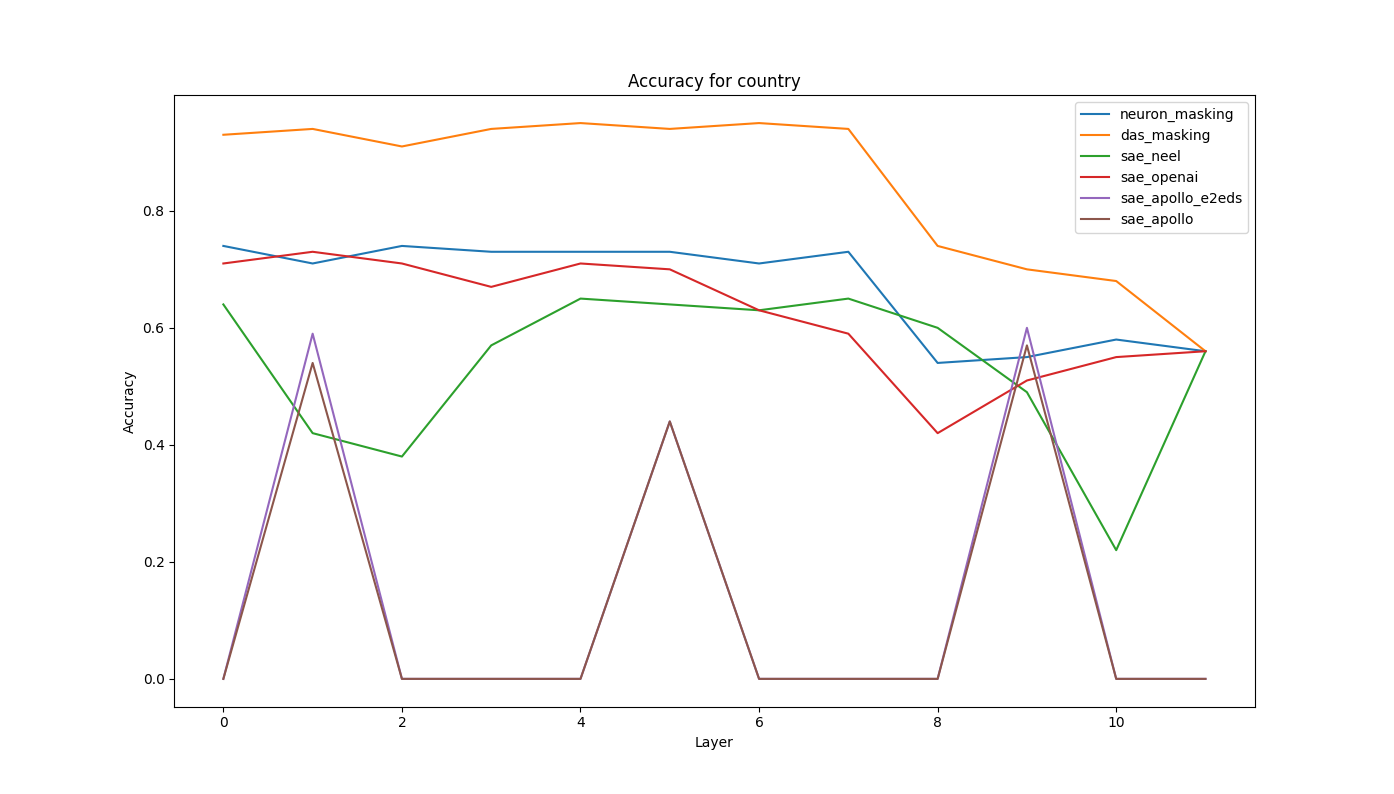 Accuracy for country
neuron_masking
das_masking
sae_neel
sae_openai
sae_apollo_e2eds
sae_apollo
Accuracy
0.8
0.6
0.4
0.2
0.0
0 2 4 6 8 10
Layer